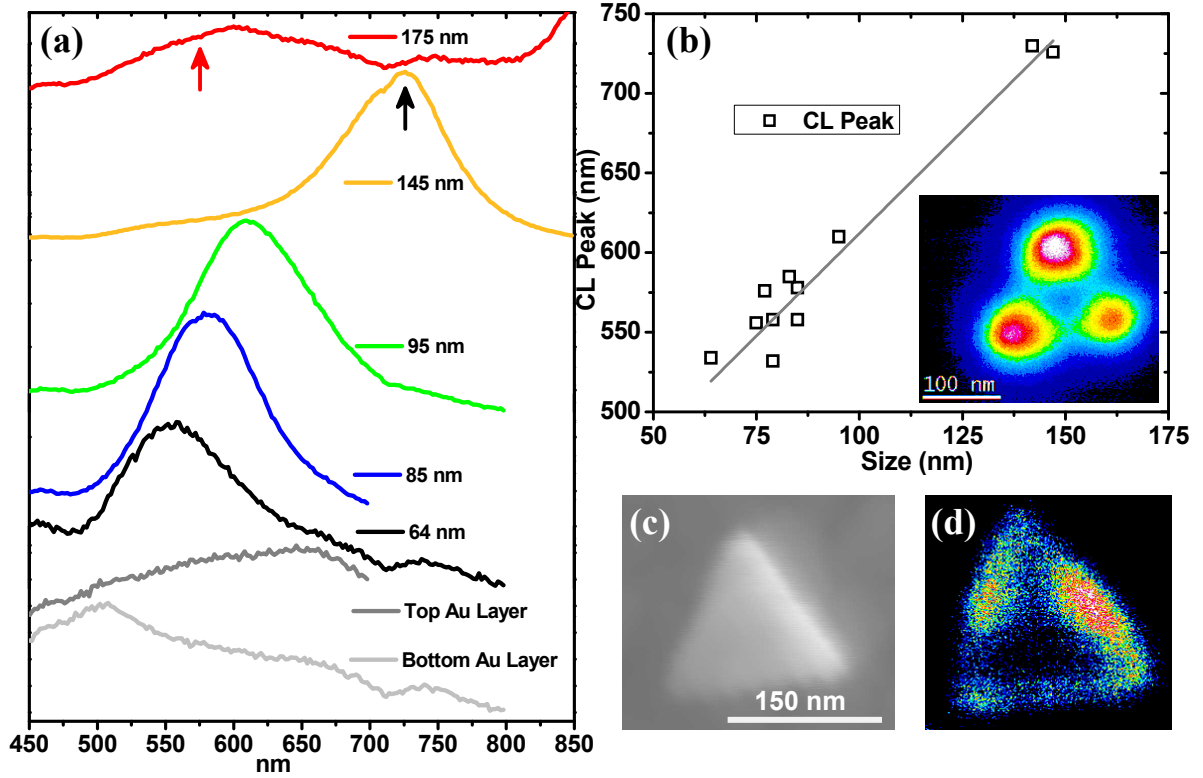 (a)
175 nm
145 nm
95 nm
85 nm
64 nm
Top Au Layer
Bottom Au Layer
450 500 550 600 650 700 750 800 850
nm
(b)
750
725
700
675
650
600
550
500
CL Peak (nm)
CL Peak
100 nm
50 75 100 125 150 175
Size (nm)
(c)
150 nm
(d)